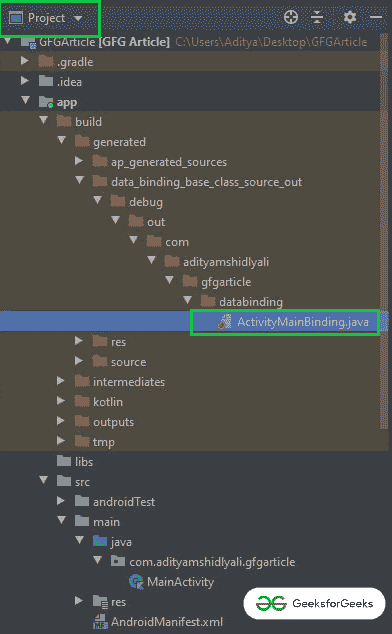 Project
GFGArticle [GFG Article] C:\Users\Aditya\Desktop\GFGArticle
.gradle
.idea
app
build
generated
ap_generated_sources
data_binding_base_class_source_out
debug
out
com
adityamshidlyali
gfgarticle
databinding
ActivityMainBinding.java
res
source
intermediates
kotlin
outputs
tmp
libs
src
androidTest
main
java
com.adityamshidlyali.gfgarticle
MainActivity
res
AndroidManifest.xml
GeeksforGeeks